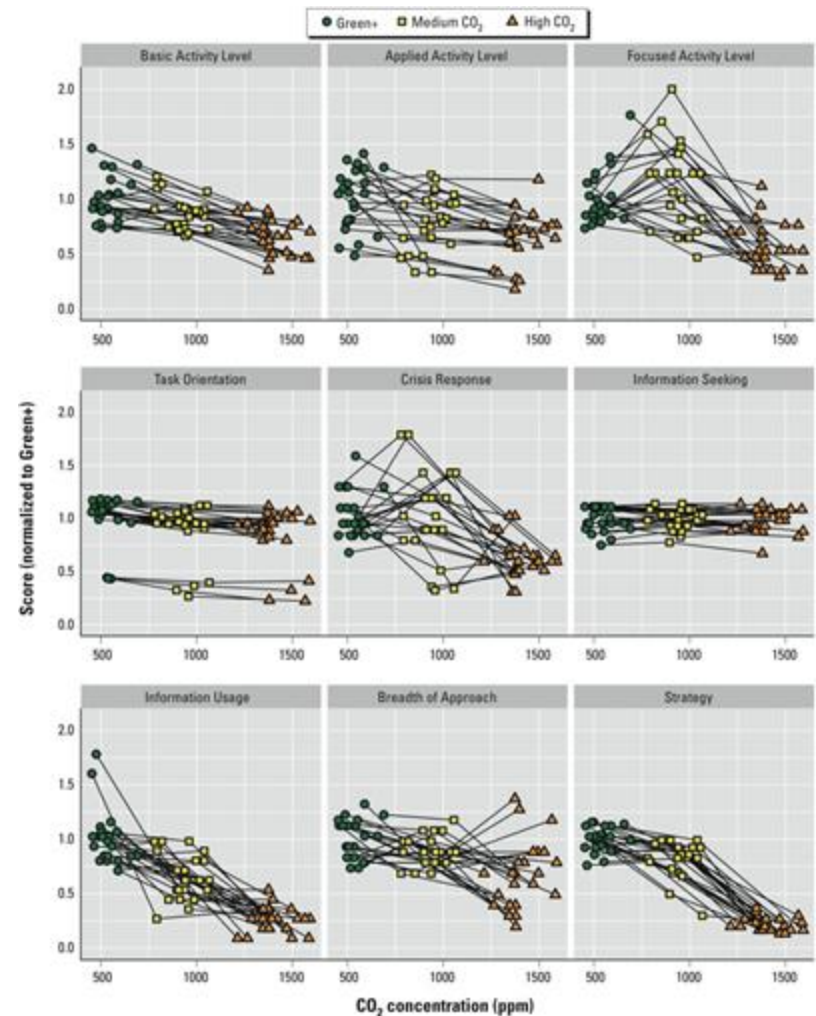 Green+ Medium CO₂ High CO₂
Basic Activity Level Applied Activity Level Focused Activity Level
2.0
1.5
1.0
0.5
0.0
500 1000 1500 500 1000 1500 500 1000 1500
Task Orientation Crisis Response Information Seeking
2.0
1.5
1.0
0.5
0.0
500 1000 1500 500 1000 1500 500 1000 1500
Score (normalized to Green+)
Information Usage Breadth of Approach Strategy
2.0
1.5
1.0
0.5
0.0
500 1000 1500 500 1000 1500 500 1000 1500
CO₂ concentration (ppm)